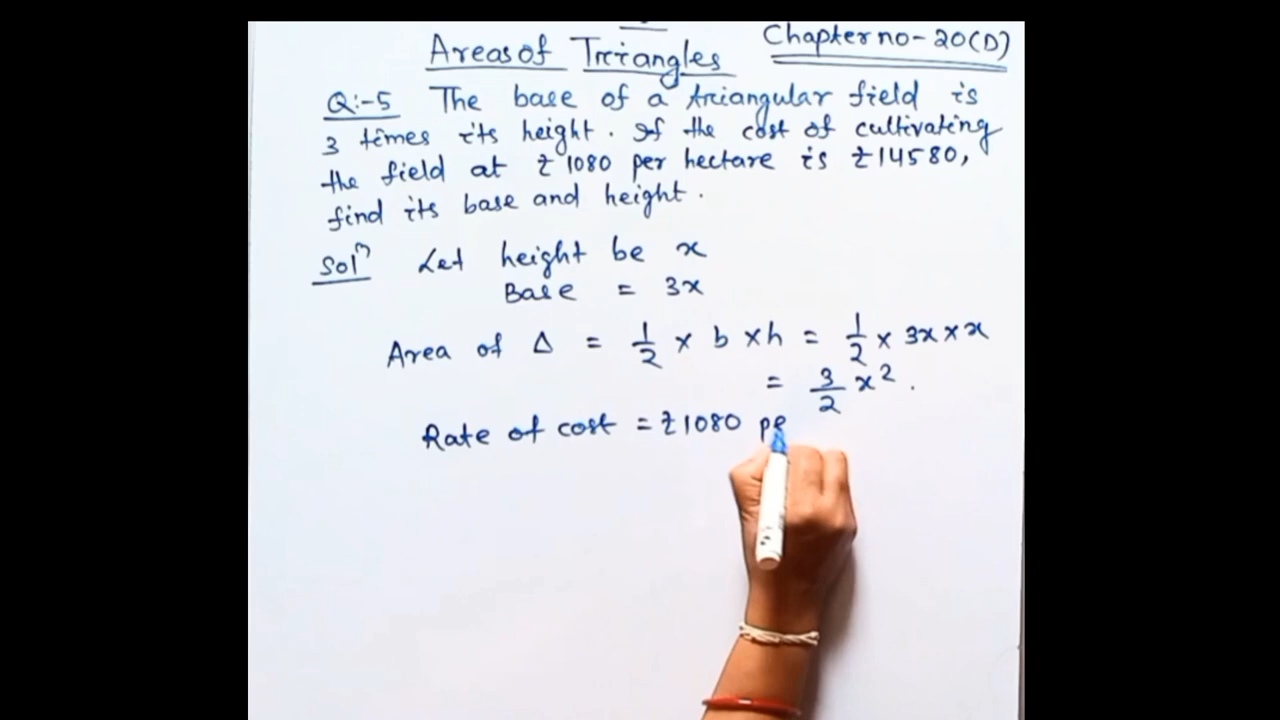 Areas of Triangles
Chapter no - 20(D)
Q:-5 The base of a triangular field is
3 times its height. If the cost of cultivating
the field at ₹1080 per hectare is ₹14580,
find its base and height.
Solⁿ Let height be x
Base = 3x
Area of Δ = 1/2 × b × h = 1/2 × 3x × x
= 3/2 x².
Rate of cost = ₹1080 pe